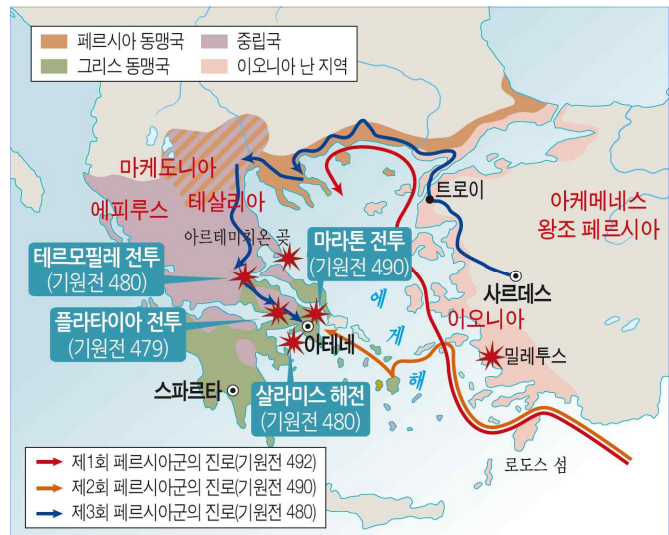 페르시아 동맹국
중립국
그리스 동맹국
이오니아 난 지역
마케도니아
트로이
아케메네스
왕조 페르시아
에피루스
테살리아
아르테미치온 곶
마라톤 전투
(기원전 490)
테르모필레 전투
(기원전 480)
사르데스
에게해
이오니아
플라타이아 전투
(기원전 479)
아테네
밀레투스
스파르타
살라미스 해전
(기원전 480)
로도스 섬
제1회 페르시아군의 진로(기원전 492)
제2회 페르시아군의 진로(기원전 490)
제3회 페르시아군의 진로(기원전 480)